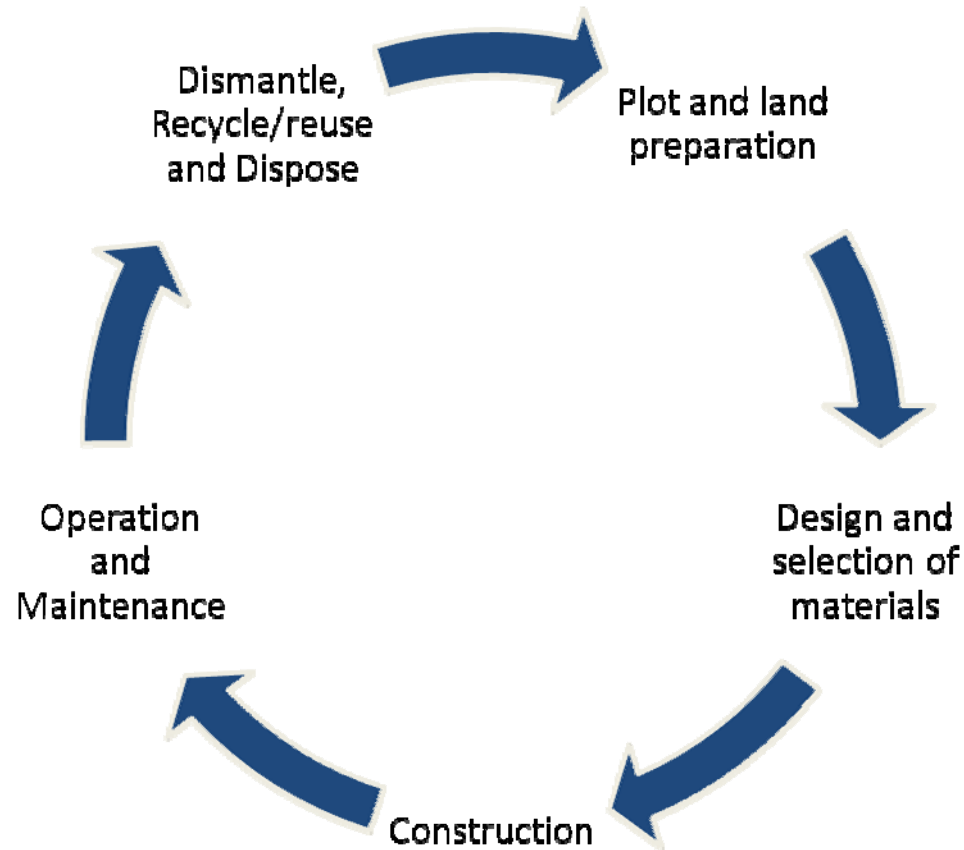 Dismantle,
Recycle/reuse
and Dispose
Plot and land
preparation
Design and
selection of
materials
Construction
Operation
and
Maintenance